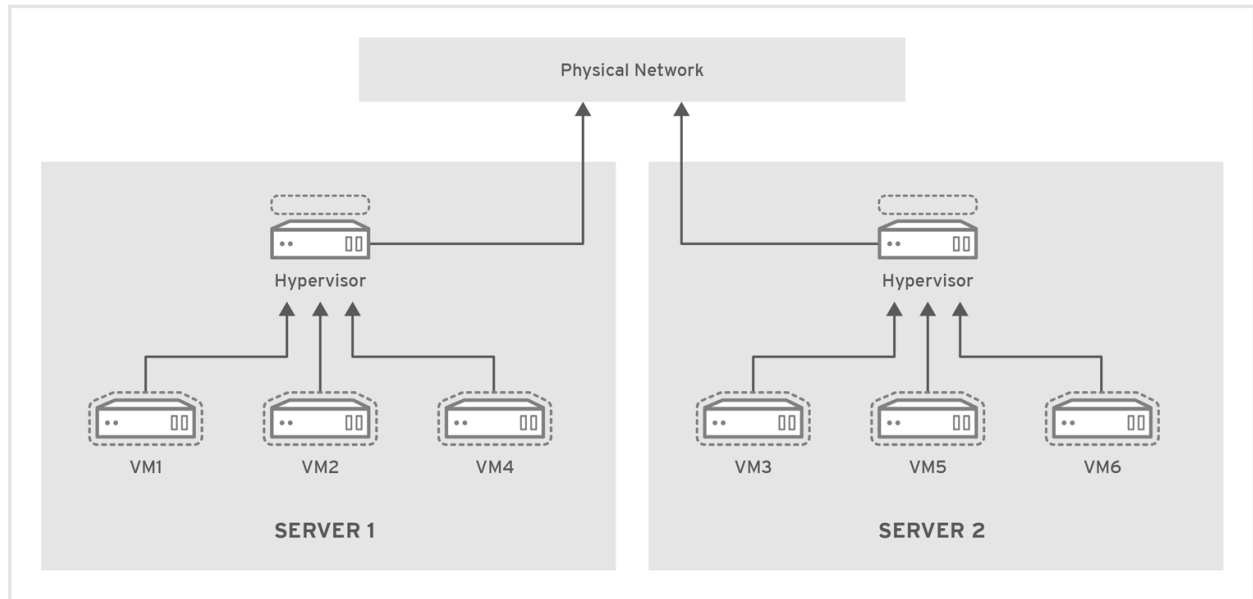 Physical Network
Hypervisor
Hypervisor
VM1
VM2
VM4
VM3
VM5
VM6
SERVER 1
SERVER 2